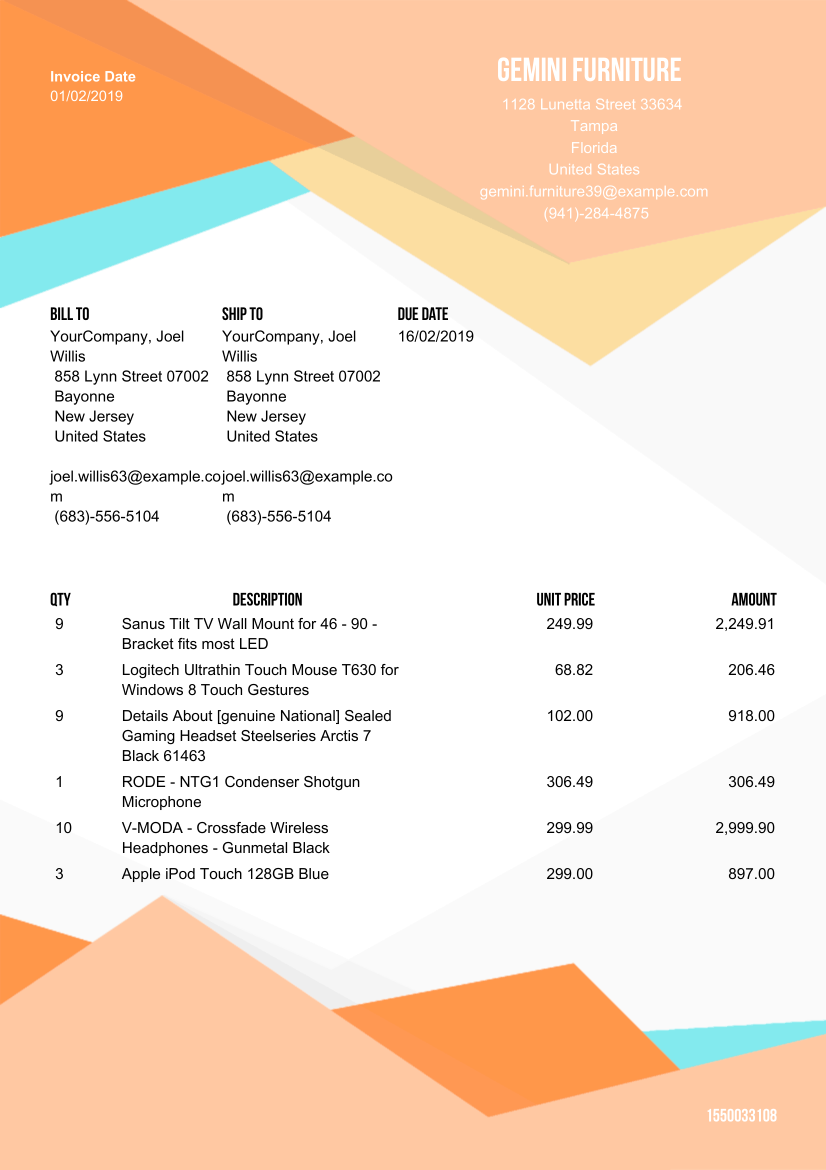 Invoice Date
01/02/2019
GEMINI FURNITURE
1128 Lunetta Street 33634
Tampa
Florida
United States
gemini.furniture39@example.com
(941)-284-4875
BILL TO
YourCompany, Joel
Willis
858 Lynn Street 07002
Bayonne
New Jersey
United States
joel.willis63@example.co
m
(683)-556-5104
SHIP TO
YourCompany, Joel
Willis
858 Lynn Street 07002
Bayonne
New Jersey
United States
joel.willis63@example.co
m
(683)-556-5104
DUE DATE
16/02/2019
QTY DESCRIPTION UNIT PRICE AMOUNT
9 Sanus Tilt TV Wall Mount for 46 - 90 - 249.99 2,249.91
Bracket fits most LED
3 Logitech Ultrathin Touch Mouse T630 for 68.82 206.46
Windows 8 Touch Gestures
9 Details About [genuine National] Sealed 102.00 918.00
Gaming Headset Steelseries Arctis 7
Black 61463
1 RODE - NTG1 Condenser Shotgun 306.49 306.49
Microphone
10 V-MODA - Crossfade Wireless 299.99 2,999.90
Headphones - Gunmetal Black
3 Apple iPod Touch 128GB Blue 299.00 897.00
1550033108